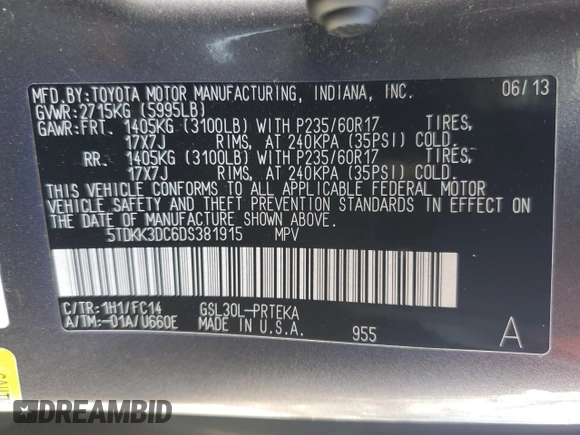 MFD.BY:TOYOTA MOTOR MANUFACTURING, INDIANA, INC. 06/13
GVWR:2715KG (5995LB)
GAWR:FRT. 1405KG (3100LB) WITH P235/60R17 TIRES,
17X7J RIMS, AT 240KPA (35PSI) COLD.
RR. 1405KG (3100LB) WITH P235/60R17 TIRES,
17X7J RIMS, AT 240KPA (35PSI) COLD.
THIS VEHICLE CONFORMS TO ALL APPLICABLE FEDERAL MOTOR
VEHICLE SAFETY AND THEFT PREVENTION STANDARDS IN EFFECT
ON THE DATE OF MANUFACTURE SHOWN ABOVE.
5TDKK3DC6DS381915 MPV
C/TR:1H1/FC14 GSL30L-PRTEKA
A/TM:-01A/U660E MADE IN U.S.A. 955 A
DREAMBID